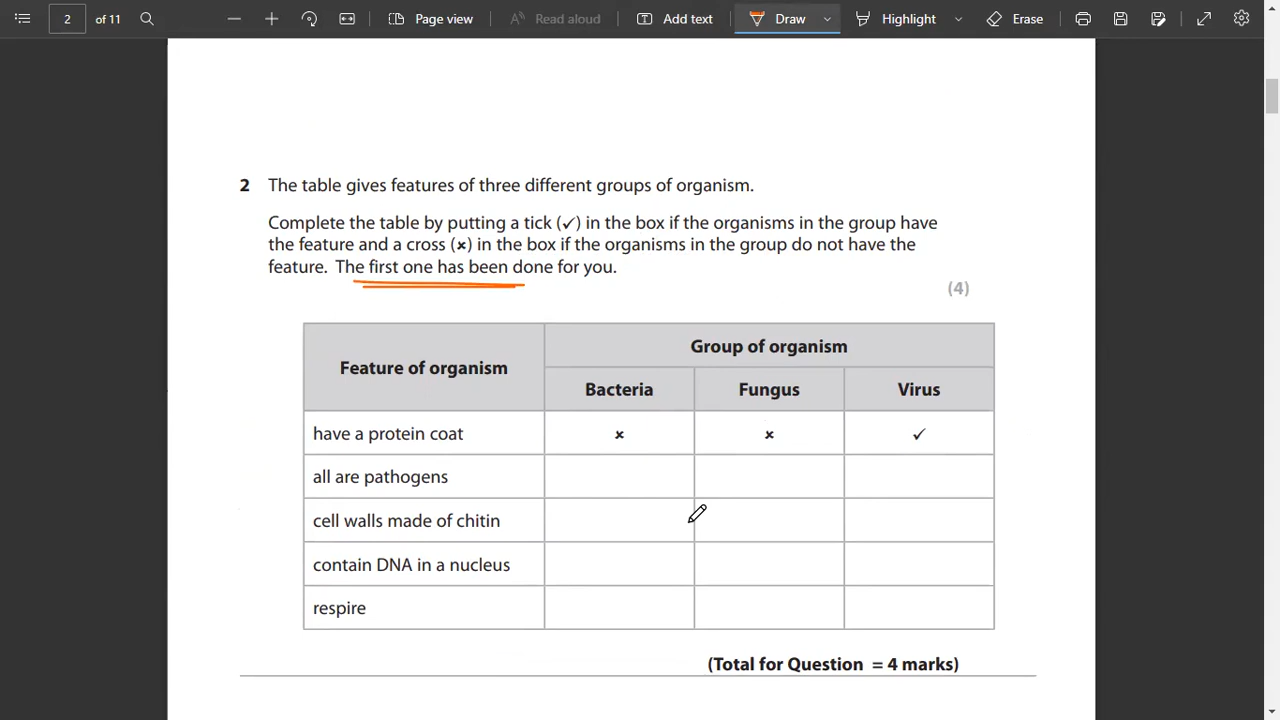 2
of 11
Page view
Read aloud
Add text
Draw
Highlight
Erase
2 The table gives features of three different groups of organism.
Complete the table by putting a tick (✓) in the box if the organisms in the group have
the feature and a cross (×) in the box if the organisms in the group do not have the
feature. The first one has been done for you.
(4)
Feature of organism
Group of organism
Bacteria Fungus Virus
have a protein coat × × ✓
all are pathogens
cell walls made of chitin
contain DNA in a nucleus
respire
(Total for Question = 4 marks)